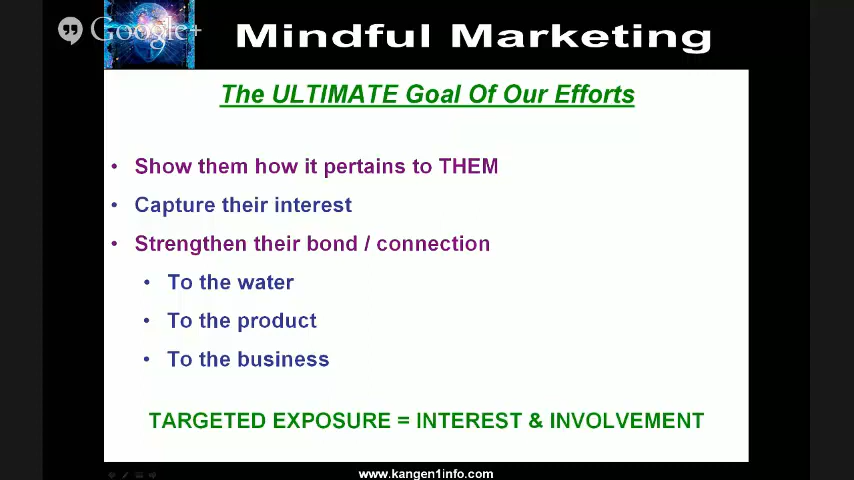 Google+
Mindful Marketing
The ULTIMATE Goal Of Our Efforts
• Show them how it pertains to THEM
• Capture their interest
• Strengthen their bond / connection
• To the water
• To the product
• To the business
TARGETED EXPOSURE = INTEREST & INVOLVEMENT
www.kangen1info.com